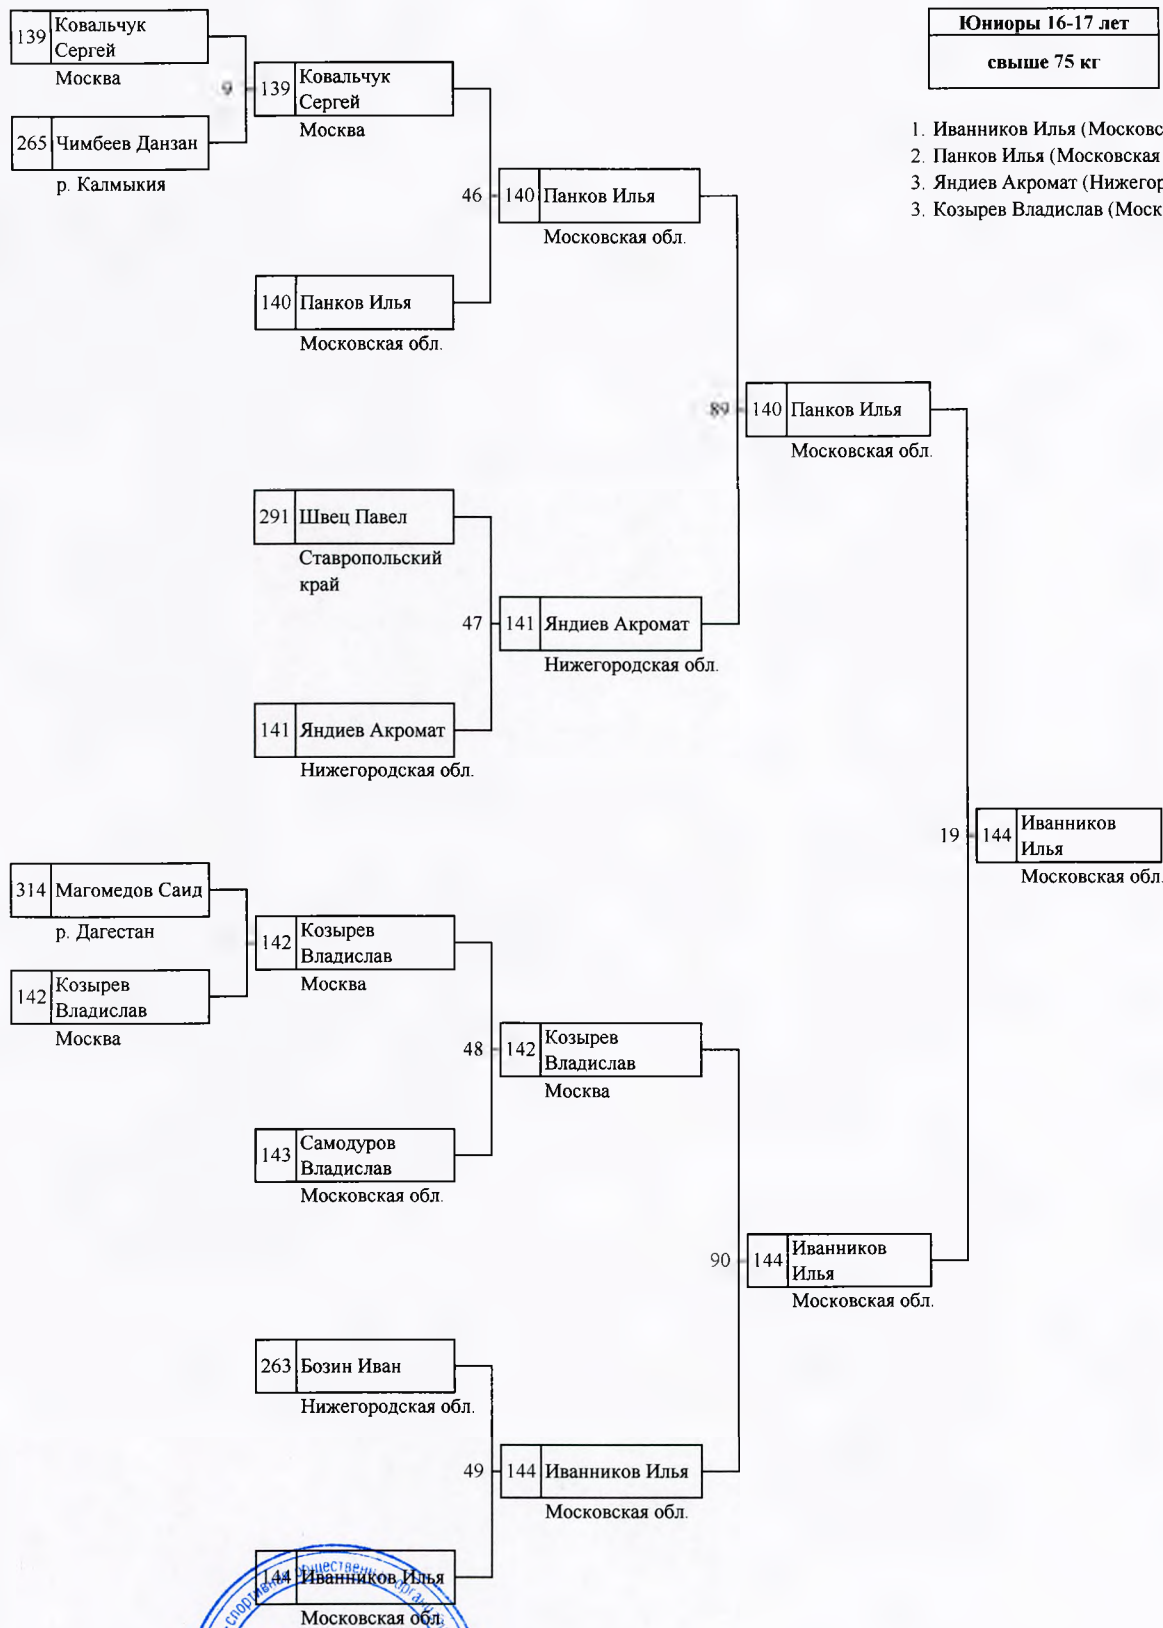 Юниоры 16-17 лет
свыше 75 кг
1. Иванников Илья (Московс
2. Панков Илья (Московская
3. Яндиев Акромат (Нижегор
3. Козырев Владислав (Моск
139 Ковальчук
Сергей
Москва
9
265 Чимбеев Данзан
р. Калмыкия
139 Ковальчук
Сергей
Москва
46
140 Панков Илья
Московская обл.
140 Панков Илья
Московская обл.
89
140 Панков Илья
Московская обл.
291 Швец Павел
Ставропольский
край
47
141 Яндиев Акромат
Нижегородская обл.
141 Яндиев Акромат
Нижегородская обл.
19
144 Иванников
Илья
Московская обл.
314 Магомедов Саид
р. Дагестан
142 Козырев
Владислав
Москва
142 Козырев
Владислав
Москва
48
142 Козырев
Владислав
Москва
143 Самодуров
Владислав
Московская обл.
90
144 Иванников
Илья
Московская обл.
263 Бозин Иван
Нижегородская обл.
49
144 Иванников Илья
Московская обл.
144 Иванников Илья
Московская обл.